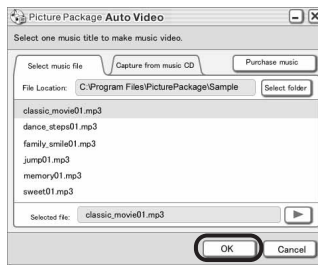 Picture Package Auto Video
Select one music title to make music video.
Select music file
Capture from music CD
Purchase music
File Location: C:\Program Files\PicturePackage\Sample
Select folder
classic_movie01.mp3
dance_steps01.mp3
family_smile01.mp3
jump01.mp3
memory01.mp3
sweet01.mp3
Selected file: classic_movie01.mp3
OK
Cancel